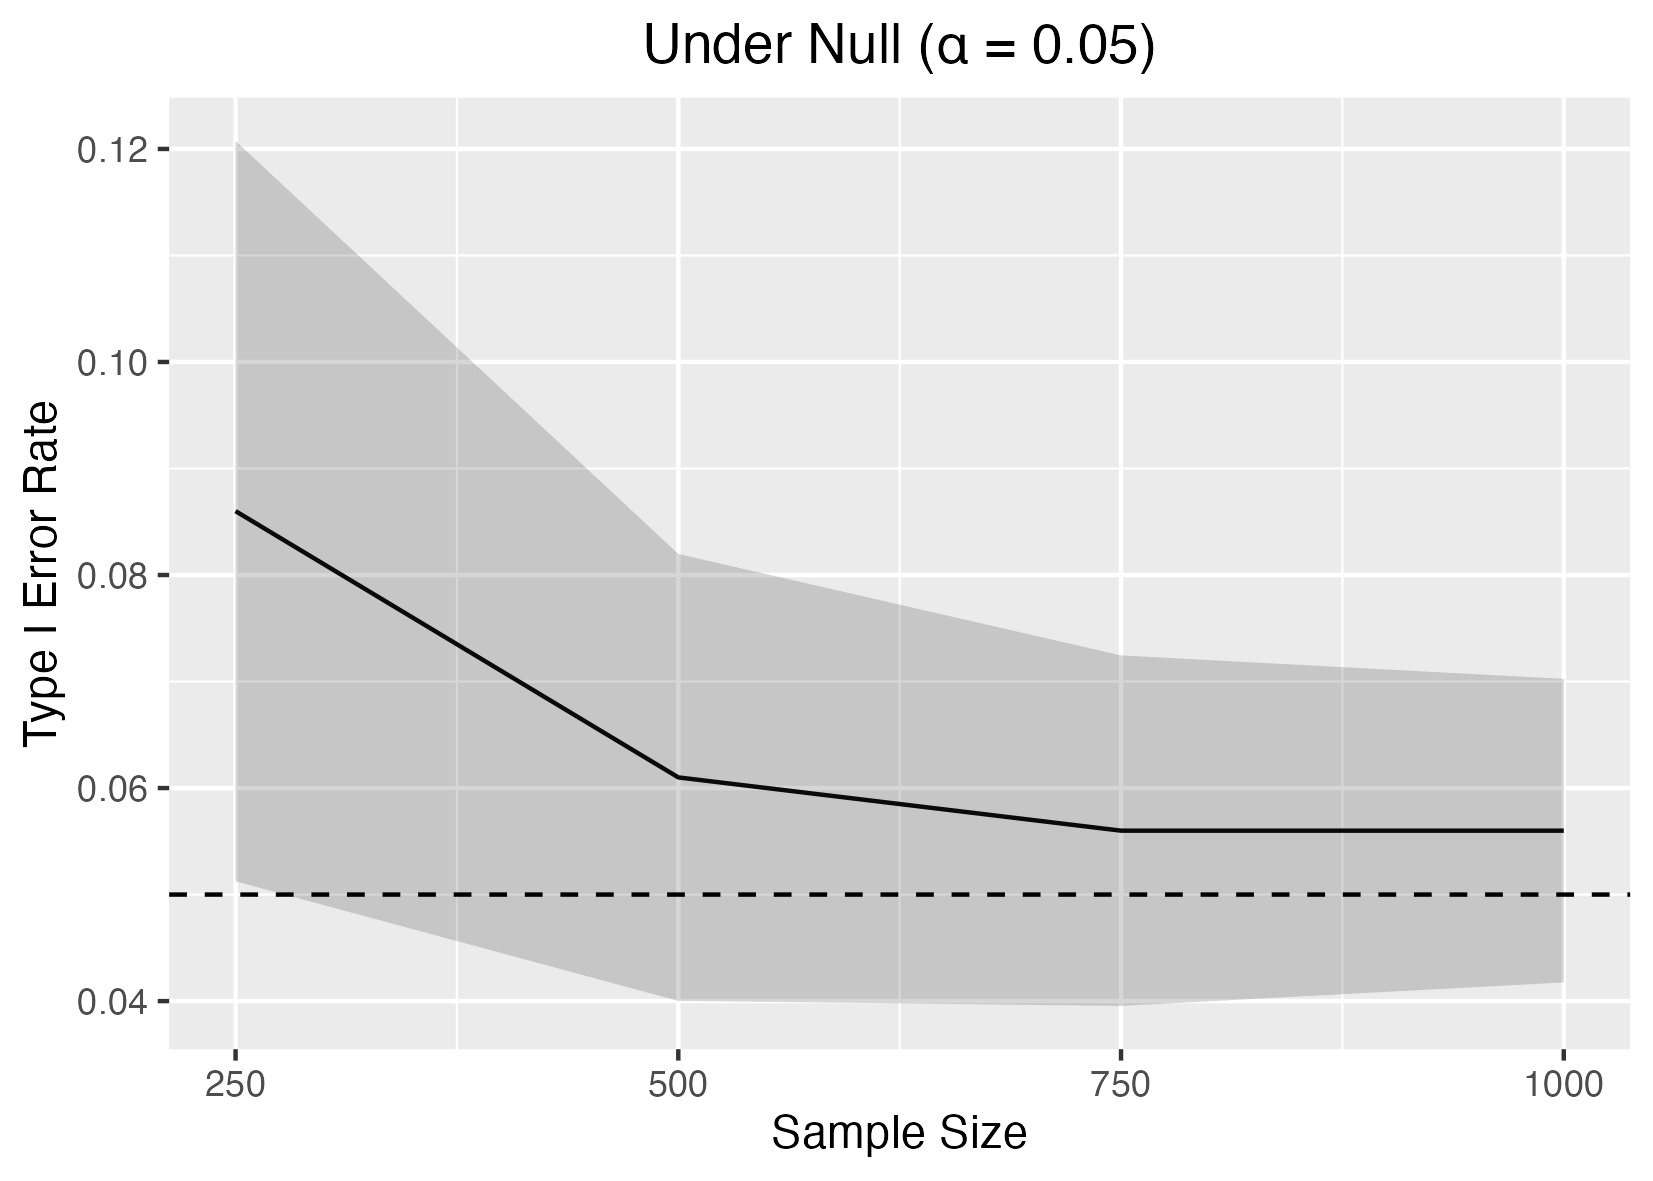 Under Null (α = 0.05)
Type I Error Rate
0.12
0.10
0.08
0.06
0.04
250 500 750 1000
Sample Size